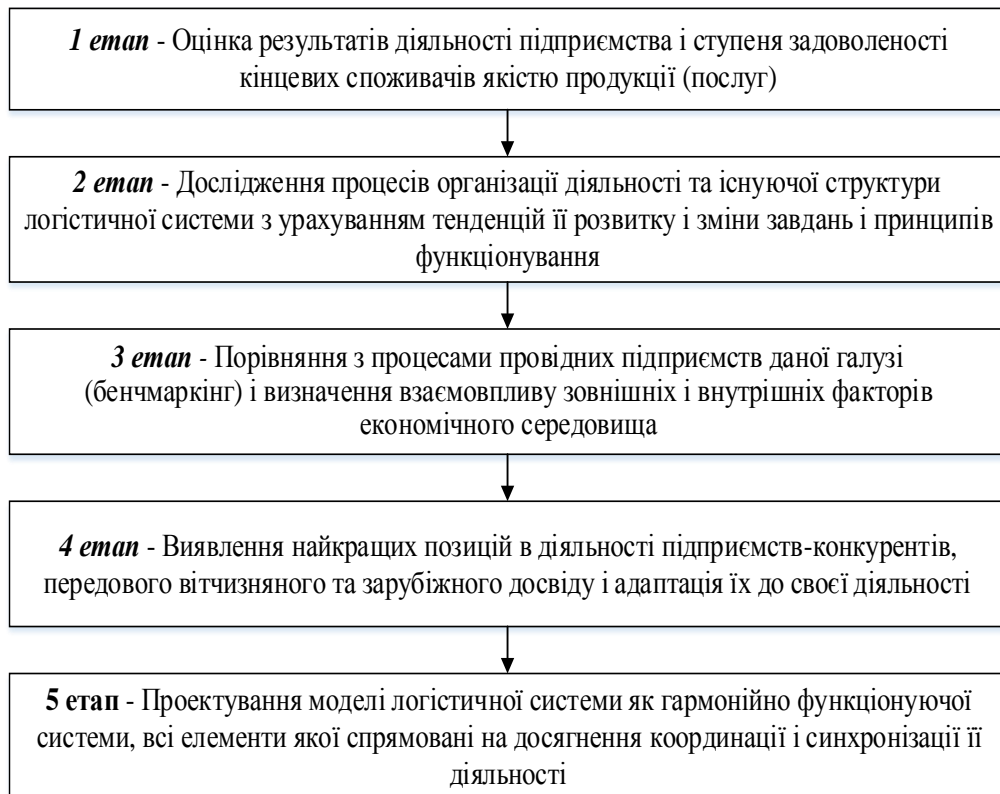 1 етап - Оцінка результатів діяльності підприємства і ступеня задоволеності
кінцевих споживачів якістю продукції (послуг)
2 етап - Дослідження процесів організації діяльності та існуючої структури
логістичної системи з урахуванням тенденцій її розвитку і зміни завдань і принципів
функціонування
3 етап - Порівняння з процесами провідних підприємств даної галузі
(бенчмаркінг) і визначення взаємовпливу зовнішніх і внутрішніх факторів
економічного середовища
4 етап - Виявлення найкращих позицій в діяльності підприємств-конкурентів,
передового вітчизняного та зарубіжного досвіду і адаптація їх до своєї діяльності
5 етап - Проектування моделі логістичної системи як гармонійно функціонуючої
системи, всі елементи якої спрямовані на досягнення координації і синхронізації її
діяльності